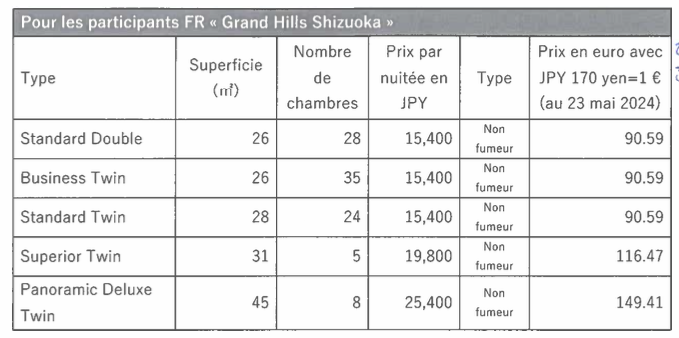 Pour les participants FR « Grand Hills Shizuoka »
Type Superficie (㎡) Nombre de chambres Prix par nuitée en JPY Type Prix en euro avec JPY 170 yen=1 € (au 23 mai 2024)
Standard Double 26 28 15,400 Non fumeur 90.59
Business Twin 26 35 15,400 Non fumeur 90.59
Standard Twin 28 24 15,400 Non fumeur 90.59
Superior Twin 31 5 19,800 Non fumeur 116.47
Panoramic Deluxe Twin 45 8 25,400 Non fumeur 149.41